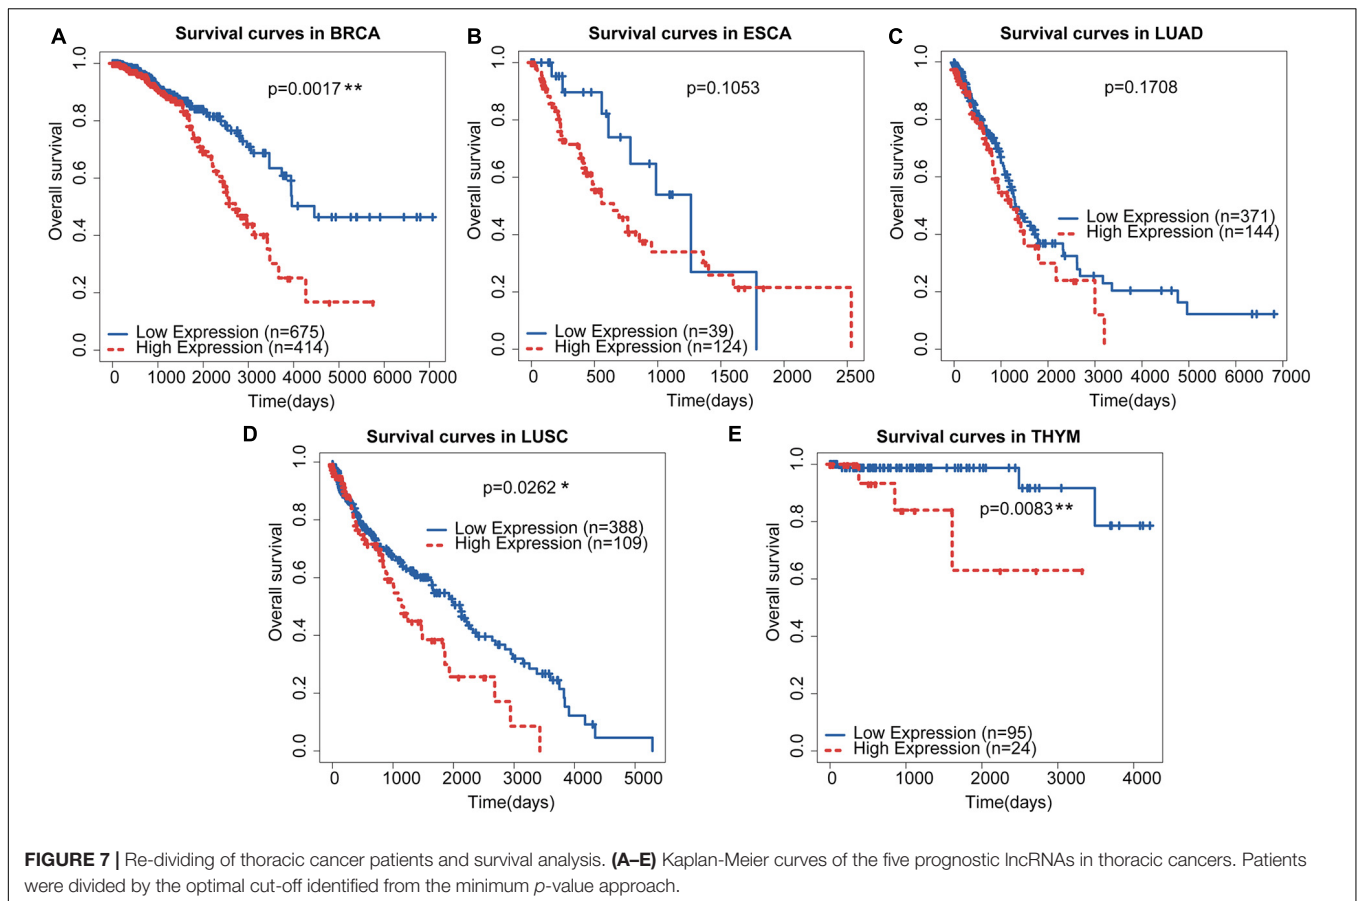 A
Survival curves in BRCA
p=0.0017 **
Overall survival
0.0 0.2 0.4 0.6 0.8 1.0
Low Expression (n=675)
High Expression (n=414)
0 1000 2000 3000 4000 5000 6000 7000
Time(days)
B
Survival curves in ESCA
p=0.1053
Overall survival
0.0 0.2 0.4 0.6 0.8 1.0
Low Expression (n=39)
High Expression (n=124)
0 500 1000 1500 2000 2500
Time(days)
C
Survival curves in LUAD
p=0.1708
Overall survival
0.0 0.2 0.4 0.6 0.8 1.0
Low Expression (n=371)
High Expression (n=144)
0 1000 2000 3000 4000 5000 6000 7000
Time(days)
D
Survival curves in LUSC
p=0.0262 *
Overall survival
0.0 0.2 0.4 0.6 0.8 1.0
Low Expression (n=388)
High Expression (n=109)
0 1000 2000 3000 4000 5000
Time(days)
E
Survival curves in THYM
p=0.0083 **
Overall survival
0.0 0.2 0.4 0.6 0.8 1.0
Low Expression (n=95)
High Expression (n=24)
0 1000 2000 3000 4000
Time(days)
FIGURE 7 | Re-dividing of thoracic cancer patients and survival analysis. (A–E) Kaplan-Meier curves of the five prognostic lncRNAs in thoracic cancers. Patients
were divided by the optimal cut-off identified from the minimum p-value approach.